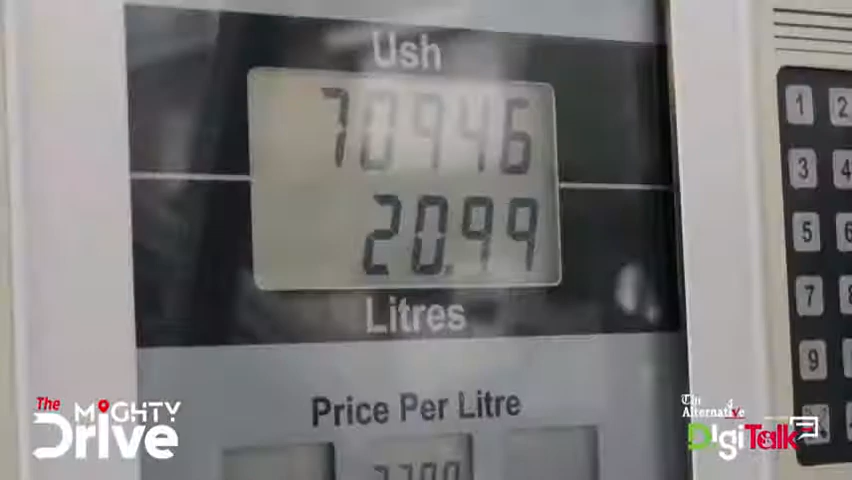 Ush
70946
20.99
Litres
Price Per Litre
1 2
3 4
5 6
7 8
9
The
MIGHTY
Drive
The
Alternative
DigiTalk